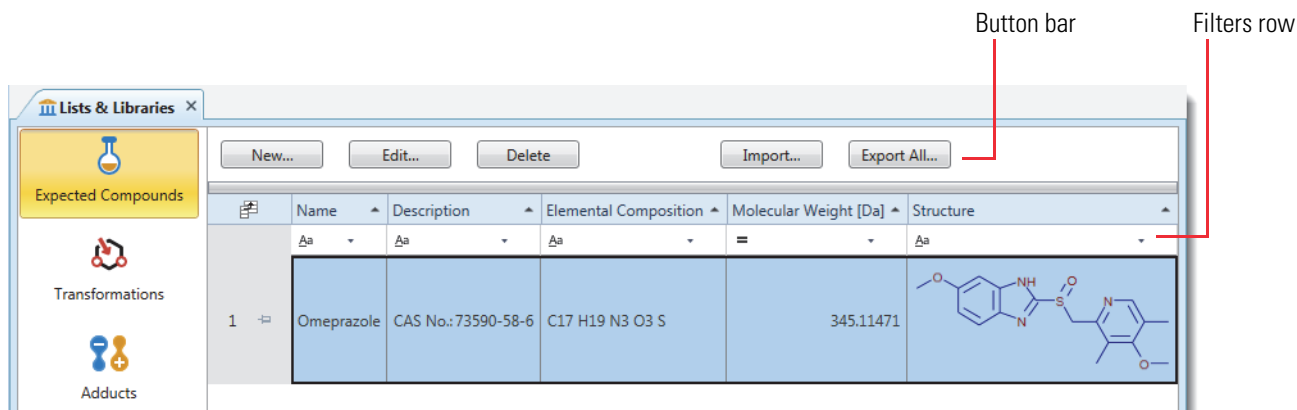 Button bar Filters row
Lists & Libraries ×
New... Edit... Delete Import... Export All...
Expected Compounds
Name Description Elemental Composition Molecular Weight [Da] Structure
Aa Aa Aa = Aa
Transformations
1 Omeprazole CAS No.: 73590-58-6 C17 H19 N3 O3 S 345.11471
O NH N S O N O
Adducts